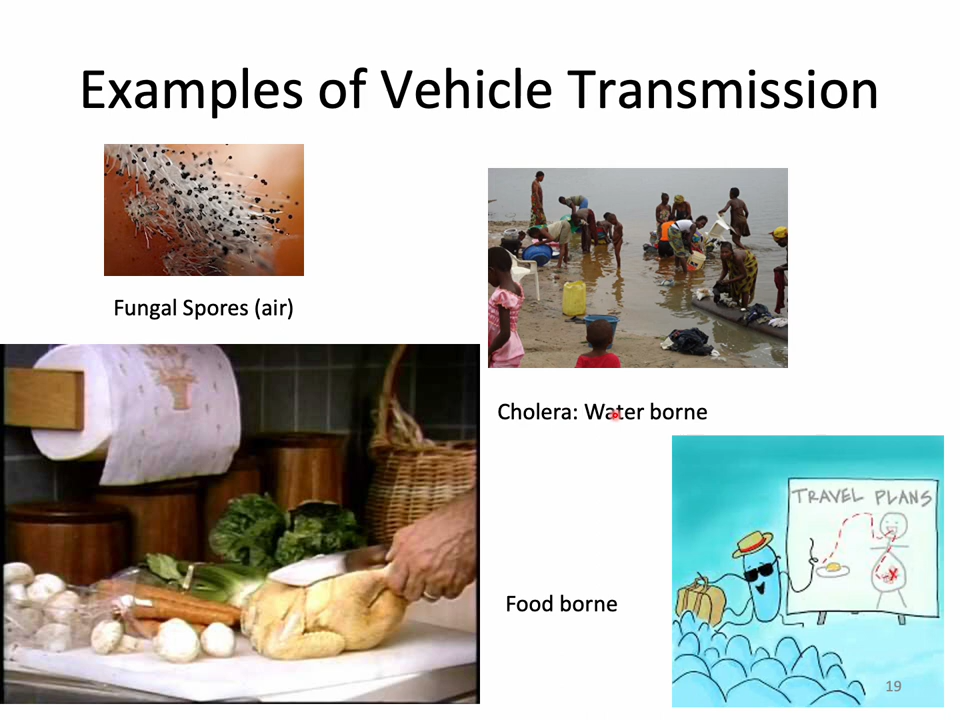 Examples of Vehicle Transmission
Fungal Spores (air)
Cholera: Water borne
TRAVEL PLANS
Food borne
19